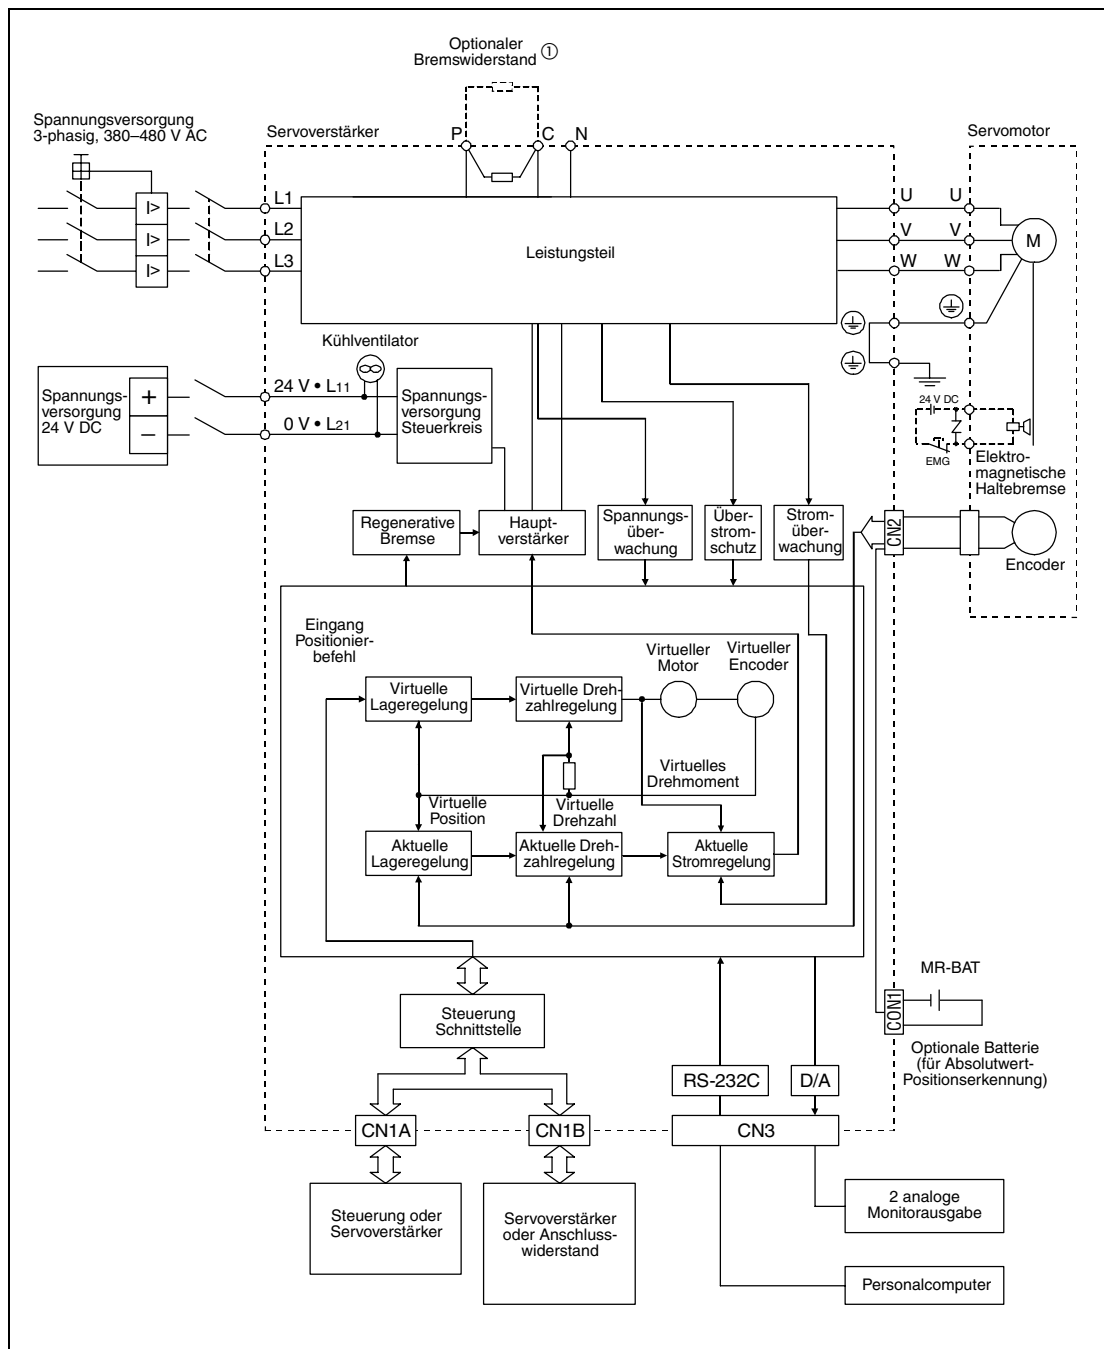 Optionaler
Bremswiderstand ①
Spannungsversorgung
3-phasig, 380–480 V AC
Servoverstärker
P
C
N
Servomotor
I>
L1
I>
L2
I>
L3
Leistungsteil
U
U
V
V
W
W
M
Kühlventilator
Spannungs-
versorgung
24 V DC
+
–
24 V • L11
0 V • L21
Spannungs-
versorgung
Steuerkreis
24 V DC
EMG
Elektro-
magnetische
Haltebremse
Regenerative
Bremse
Haupt-
verstärker
Spannungs-
über-
wachung
Über-
strom-
schutz
Strom-
über-
wachung
CN2
Encoder
Eingang
Positionier-
befehl
Virtueller
Motor
Virtueller
Encoder
Virtuelle
Lageregelung
Virtuelle Dreh-
zahlregelung
Virtuelles
Drehmoment
Virtuelle
Position
Virtuelle
Drehzahl
Aktuelle
Lageregelung
Aktuelle Dreh-
zahlregelung
Aktuelle
Stromregelung
MR-BAT
CON1
Optionale Batterie
(für Absolutwert-
Positionserkennung)
Steuerung
Schnittstelle
RS-232C
D/A
CN1A
CN1B
CN3
Steuerung oder
Servoverstärker
Servoverstärker
oder Anschluss-
widerstand
2 analoge
Monitorausgabe
Personalcomputer